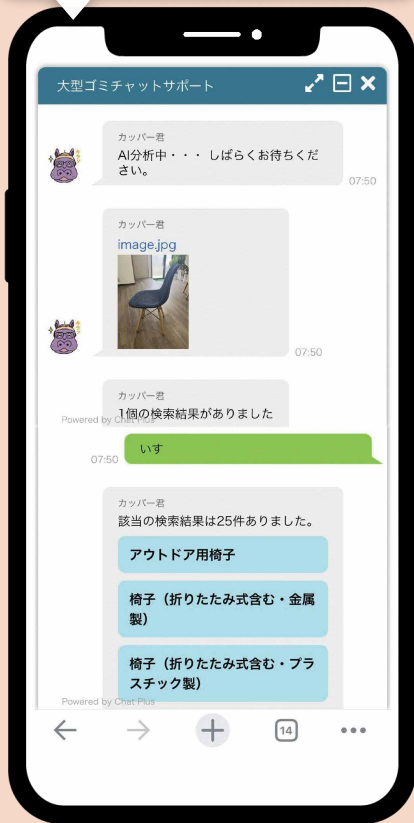 大型ゴミチャットサポート
カッパー君
AI分析中・・・ しばらくお待ちくだ
さい。
07:50
カッパー君
image.jpg
07:50
カッパー君
1個の検索結果がありました
Powered by Chat Plus
いす
07:50
カッパー君
該当の検索結果は25件ありました。
アウトドア用椅子
椅子（折りたたみ式含む・金属
製）
椅子（折りたたみ式含む・プラ
スチック製）
Powered by Chat Plus
14